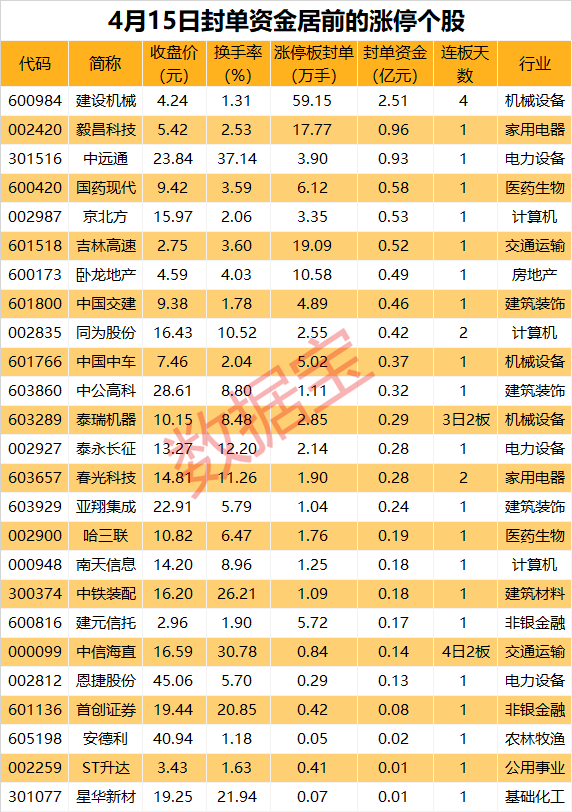 4月15日封单资金居前的涨停个股
代码 简称 收盘价（元） 换手率（%） 涨停板封单（万手） 封单资金（亿元） 连板天数 行业
600984 建设机械 4.24 1.31 59.15 2.51 4 机械设备
002420 毅昌科技 5.42 2.53 17.77 0.96 1 家用电器
301516 中远通 23.84 37.14 3.90 0.93 1 电力设备
600420 国药现代 9.42 3.59 6.12 0.58 1 医药生物
002987 京北方 15.97 2.06 3.35 0.53 1 计算机
601518 吉林高速 2.75 3.60 19.09 0.52 1 交通运输
600173 卧龙地产 4.59 4.03 10.58 0.49 1 房地产
601800 中国交建 9.38 1.78 4.89 0.46 1 建筑装饰
002835 同为股份 16.43 10.52 2.55 0.42 2 计算机
601766 中国中车 7.46 2.04 5.02 0.37 1 机械设备
603860 中公高科 28.61 8.80 1.11 0.32 1 建筑装饰
603289 泰瑞机器 10.15 8.48 2.85 0.29 3日2板 机械设备
002927 泰永长征 13.27 12.20 2.14 0.28 1 电力设备
603657 春光科技 14.81 11.26 1.90 0.28 2 家用电器
603929 亚翔集成 22.91 5.79 1.04 0.24 1 建筑装饰
002900 哈三联 10.82 6.47 1.76 0.19 1 医药生物
000948 南天信息 14.20 8.96 1.25 0.18 1 计算机
300374 中铁装配 16.20 26.21 1.09 0.18 1 建筑材料
600816 建元信托 2.96 1.90 5.72 0.17 1 非银金融
000099 中信海直 16.59 30.78 0.84 0.14 4日2板 交通运输
002812 恩捷股份 45.06 5.70 0.29 0.13 1 电力设备
601136 首创证券 19.44 20.85 0.42 0.08 1 非银金融
605198 安德利 40.94 1.18 0.05 0.02 1 农林牧渔
002259 ST升达 3.43 1.63 0.41 0.01 1 公用事业
301077 星华新材 19.25 21.94 0.07 0.01 1 基础化工
数据宝